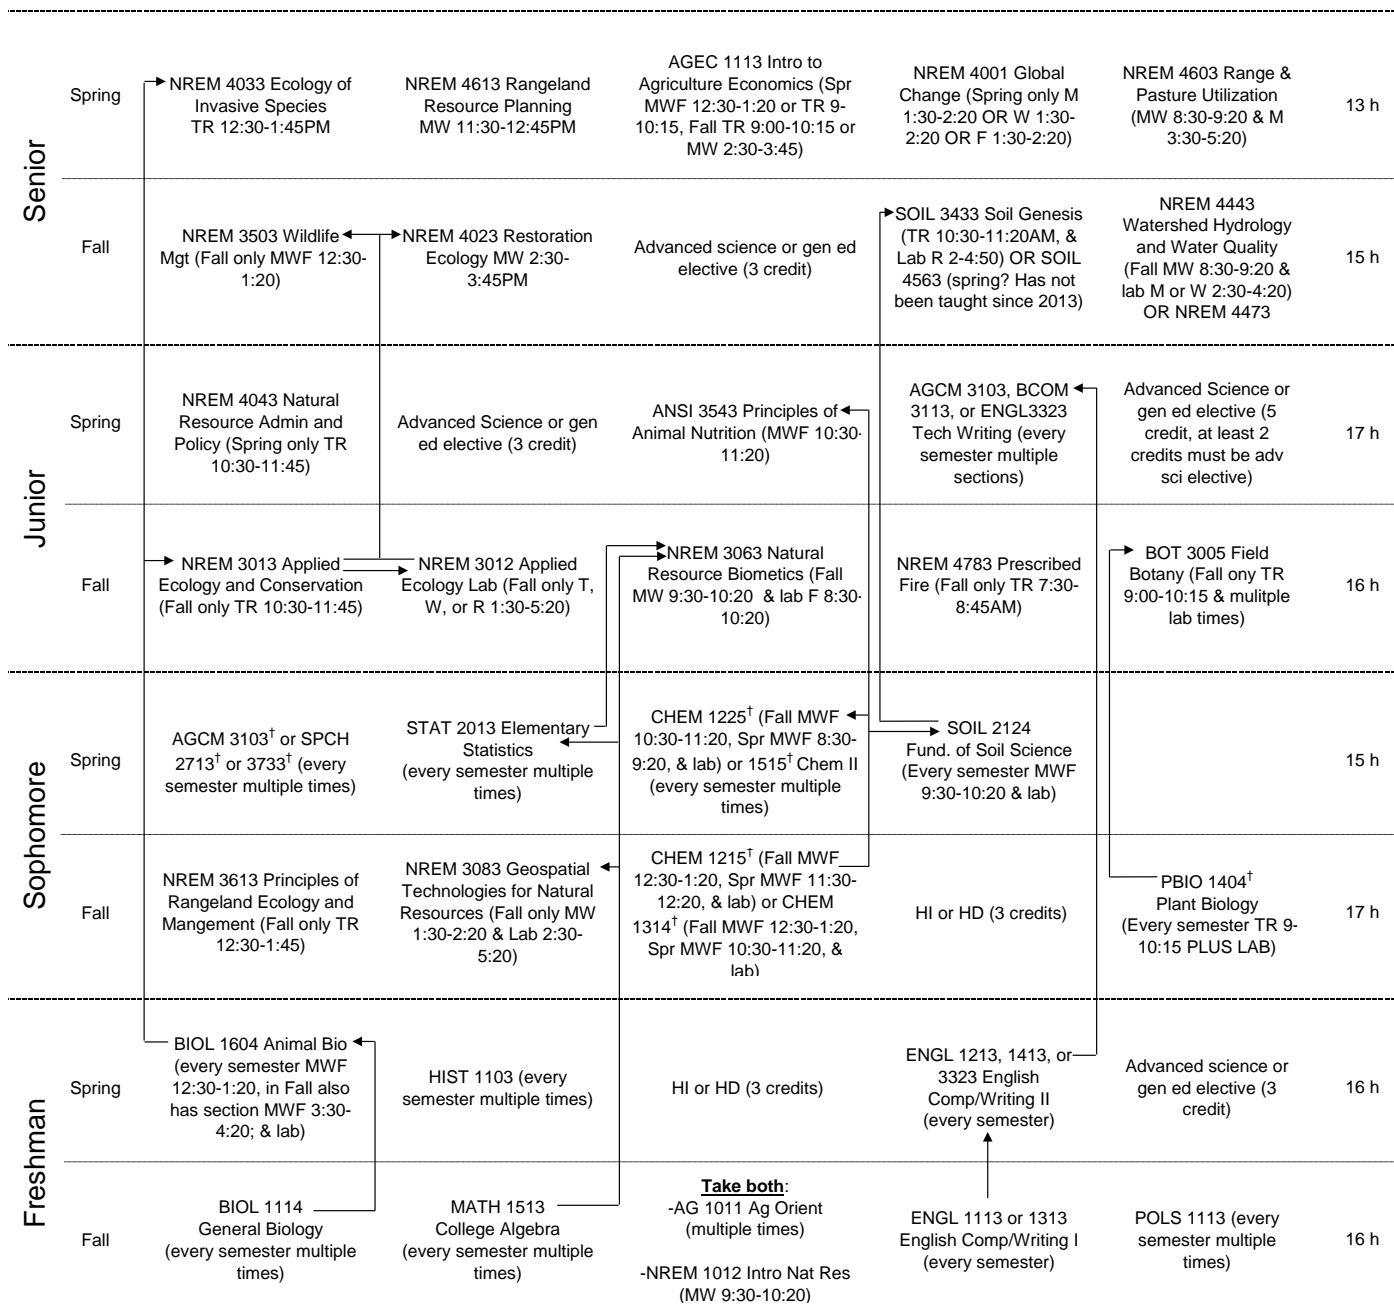 Senior
Spring
NREM 4033 Ecology of
Invasive Species
TR 12:30-1:45PM
NREM 4613 Rangeland
Resource Planning
MW 11:30-12:45PM
AGEC 1113 Intro to
Agriculture Economics (Spr
MWF 12:30-1:20 or TR 9-
10:15, Fall TR 9:00-10:15 or
MW 2:30-3:45)
NREM 4001 Global
Change (Spring only M
1:30-2:20 OR W 1:30-
2:20 OR F 1:30-2:20)
NREM 4603 Range &
Pasture Utilization
(MW 8:30-9:20 & M
3:30-5:20)
13 h
Fall
NREM 3503 Wildlife
Mgt (Fall only MWF 12:30-
1:20)
NREM 4023 Restoration
Ecology MW 2:30-
3:45PM
Advanced science or gen ed
elective (3 credit)
SOIL 3433 Soil Genesis
(TR 10:30-11:20AM, &
Lab R 2-4:50) OR SOIL
4563 (spring? Has not
been taught since 2013)
NREM 4443
Watershed Hydrology
and Water Quality
(Fall MW 8:30-9:20 &
lab M or W 2:30-4:20)
OR NREM 4473
15 h
Junior
Spring
NREM 4043 Natural
Resource Admin and
Policy (Spring only TR
10:30-11:45)
Advanced Science or gen
ed elective (3 credit)
ANSI 3543 Principles of
Animal Nutrition (MWF 10:30-
11:20)
AGCM 3103, BCOM
3113, or ENGL3323
Tech Writing (every
semester multiple
sections)
Advanced Science or
gen ed elective (5
credit, at least 2
credits must be adv
sci elective)
17 h
Fall
NREM 3013 Applied
Ecology and Conservation
(Fall only TR 10:30-11:45)
NREM 3012 Applied
Ecology Lab (Fall only T,
W, or R 1:30-5:20)
NREM 3063 Natural
Resource Biometics (Fall
MW 9:30-10:20 & lab F 8:30-
10:20)
NREM 4783 Prescribed
Fire (Fall only TR 7:30-
8:45AM)
BOT 3005 Field
Botany (Fall ony TR
9:00-10:15 & mulitple
lab times)
16 h
Sophomore
Spring
AGCM 3103† or SPCH
2713† or 3733† (every
semester multiple times)
STAT 2013 Elementary
Statistics
(every semester multiple
times)
CHEM 1225† (Fall MWF
10:30-11:20, Spr MWF 8:30-
9:20, & lab) or 1515† Chem II
(every semester multiple
times)
SOIL 2124
Fund. of Soil Science
(Every semester MWF
9:30-10:20 & lab)
15 h
Fall
NREM 3613 Principles of
Rangeland Ecology and
Mangement (Fall only TR
12:30-1:45)
NREM 3083 Geospatial
Technologies for Natural
Resources (Fall only MW
1:30-2:20 & Lab 2:30-
5:20)
CHEM 1215† (Fall MWF
12:30-1:20, Spr MWF 11:30-
12:20, & lab) or CHEM
1314† (Fall MWF 12:30-1:20,
Spr MWF 10:30-11:20, &
lab)
HI or HD (3 credits)
PBIO 1404†
Plant Biology
(Every semester TR 9-
10:15 PLUS LAB)
17 h
Freshman
Spring
BIOL 1604 Animal Bio
(every semester MWF
12:30-1:20, in Fall also
has section MWF 3:30-
4:20; & lab)
HIST 1103 (every
semester multiple times)
HI or HD (3 credits)
ENGL 1213, 1413, or
3323 English
Comp/Writing II
(every semester)
Advanced science or
gen ed elective (3
credit)
16 h
Fall
BIOL 1114
General Biology
(every semester multiple
times)
MATH 1513
College Algebra
(every semester multiple
times)
Take both:
-AG 1011 Ag Orient
(multiple times)
-NREM 1012 Intro Nat Res
(MW 9:30-10:20)
ENGL 1113 or 1313
English Comp/Writing I
(every semester)
POLS 1113 (every
semester multiple
times)
16 h